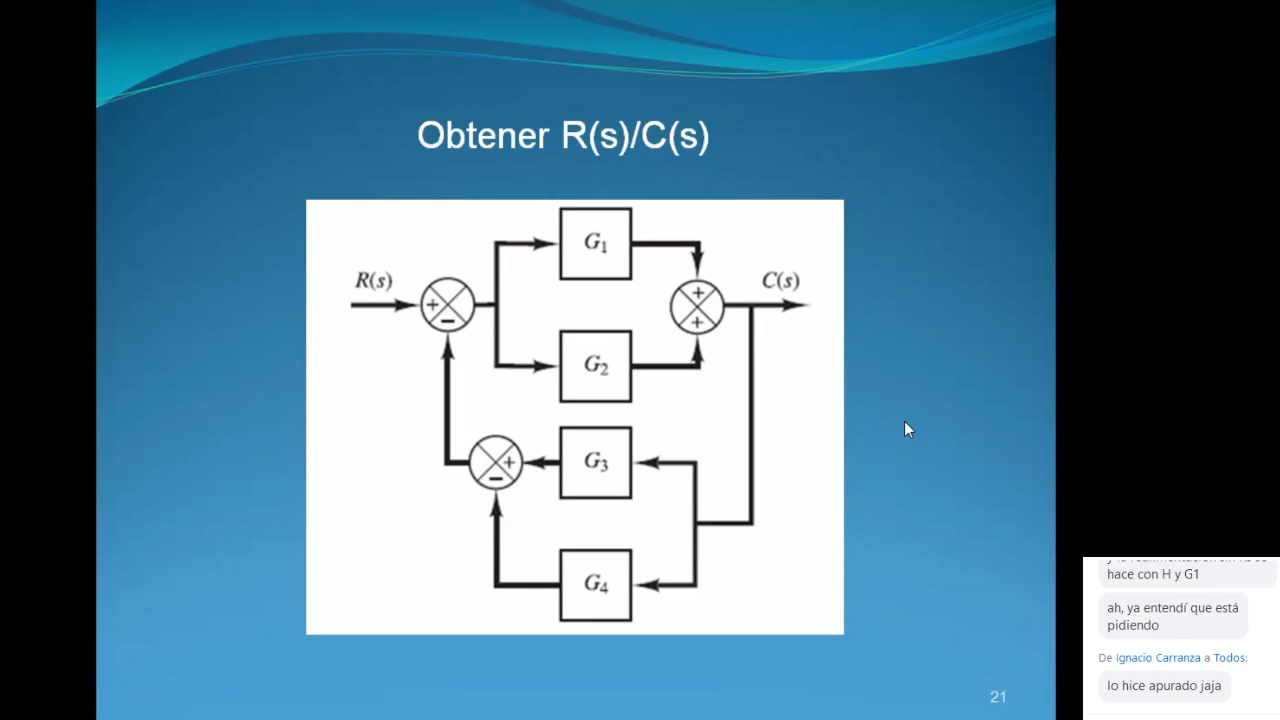 Obtener R(s)/C(s)
G1
R(s)
+
−
+
+
C(s)
G2
G3
+
−
G4
21
hace con H y G1
ah, ya entendí que está
pidiendo
De Ignacio Carranza a Todos:
lo hice apurado jaja